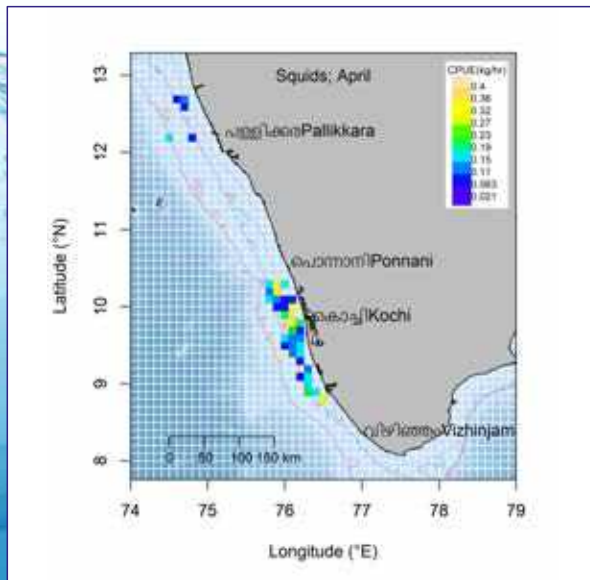 Squids; April
CPUE(kg/hr)
0.4
0.36
0.32
0.27
0.23
0.19
0.15
0.11
0.063
0.021
പള്ളിക്കരPallikkara
പൊന്നാനിPonnani
കൊച്ചിKochi
വിഴിഞ്ഞംVizhinjam
0 50 100 150 km
Latitude (°N)
13
12
11
10
9
8
74 75 76 77 78 79
Longitude (°E)